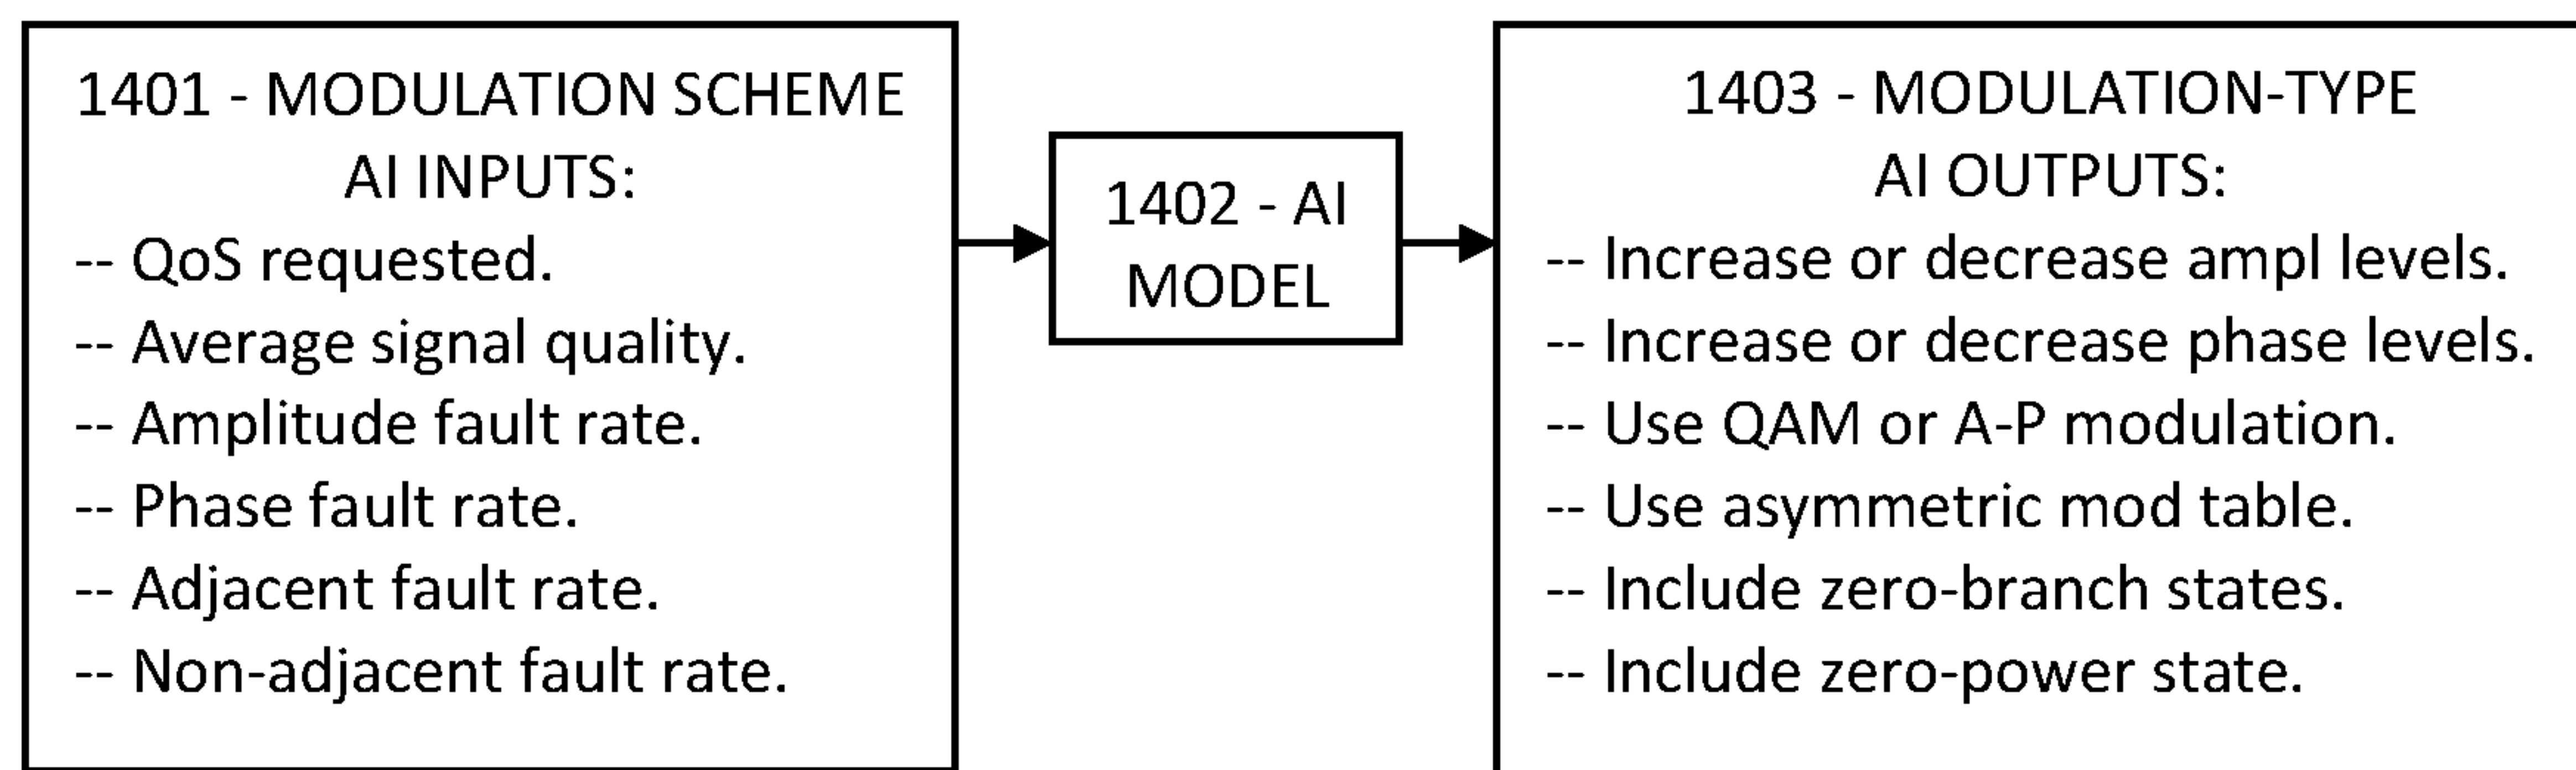 1401 - MODULATION SCHEME
AI INPUTS:
-- QoS requested.
-- Average signal quality.
-- Amplitude fault rate.
-- Phase fault rate.
-- Adjacent fault rate.
-- Non-adjacent fault rate.
1402 - AI
MODEL
1403 - MODULATION-TYPE
AI OUTPUTS:
-- Increase or decrease ampl levels.
-- Increase or decrease phase levels.
-- Use QAM or A-P modulation.
-- Use asymmetric mod table.
-- Include zero-branch states.
-- Include zero-power state.